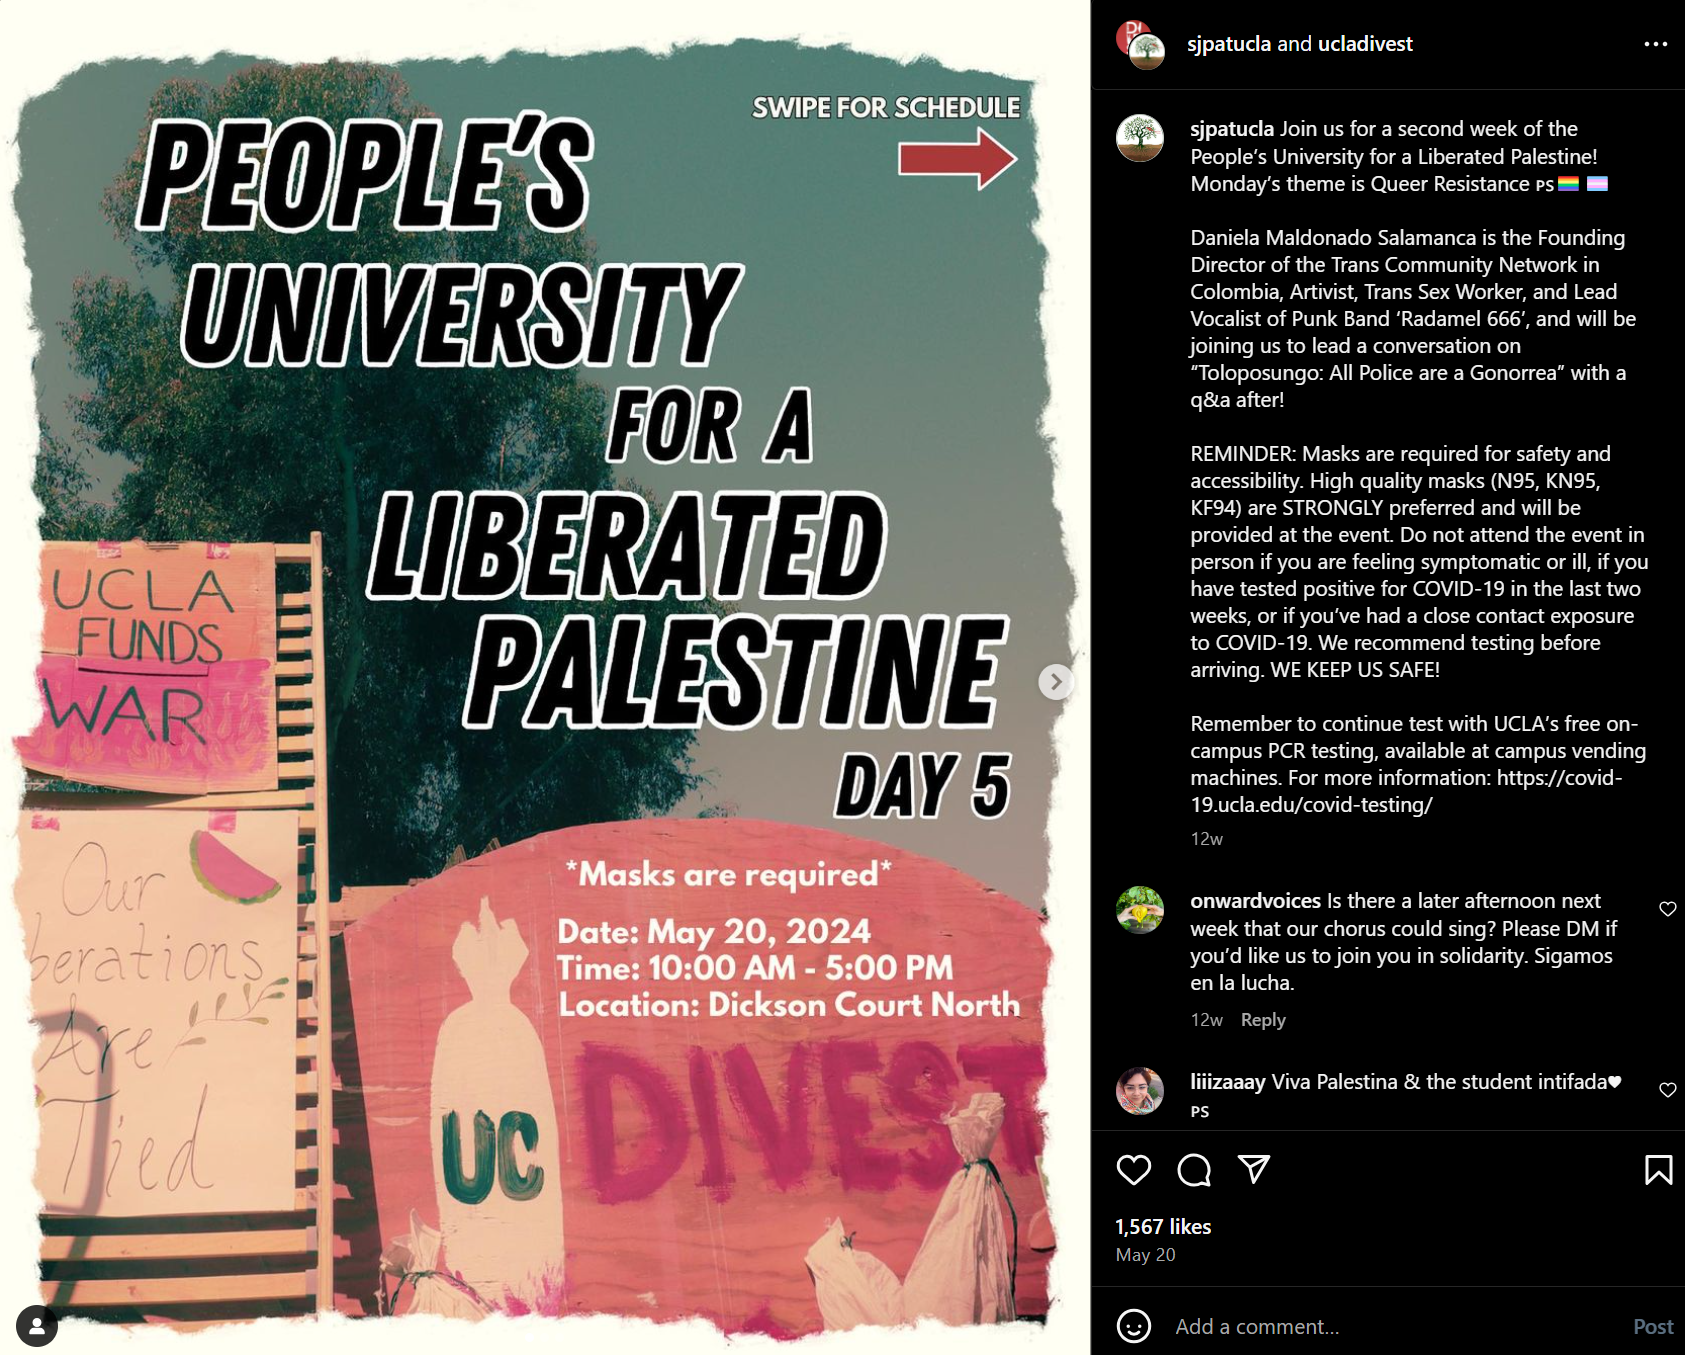 SWIPE FOR SCHEDULE
PEOPLE'S
UNIVERSITY
FOR A
LIBERATED
PALESTINE
DAY 5
UCLA
FUNDS
WAR
Our
berations
Are
Tied
*Masks are required*
Date: May 20, 2024
Time: 10:00 AM - 5:00 PM
Location: Dickson Court North
UC
DIVEST
sjpatucla and ucladivest
sjpatucla Join us for a second week of the
People's University for a Liberated Palestine!
Monday's theme is Queer Resistance PS🏳️‍🌈 🏳️‍⚧️
Daniela Maldonado Salamanca is the Founding
Director of the Trans Community Network in
Colombia, Artivist, Trans Sex Worker, and Lead
Vocalist of Punk Band ‘Radamel 666’, and will be
joining us to lead a conversation on
“Toloposungo: All Police are a Gonorrea” with a
q&a after!
REMINDER: Masks are required for safety and
accessibility. High quality masks (N95, KN95,
KF94) are STRONGLY preferred and will be
provided at the event. Do not attend the event in
person if you are feeling symptomatic or ill, if you
have tested positive for COVID-19 in the last two
weeks, or if you’ve had a close contact exposure
to COVID-19. We recommend testing before
arriving. WE KEEP US SAFE!
Remember to continue test with UCLA’s free on-
campus PCR testing, available at campus vending
machines. For more information: https://covid-
19.ucla.edu/covid-testing/
12w
onwardvoices Is there a later afternoon next
week that our chorus could sing? Please DM if
you’d like us to join you in solidarity. Sigamos
en la lucha.
12w Reply
liiizaaay Viva Palestina & the student intifada♥
PS
1,567 likes
May 20
Add a comment...
Post